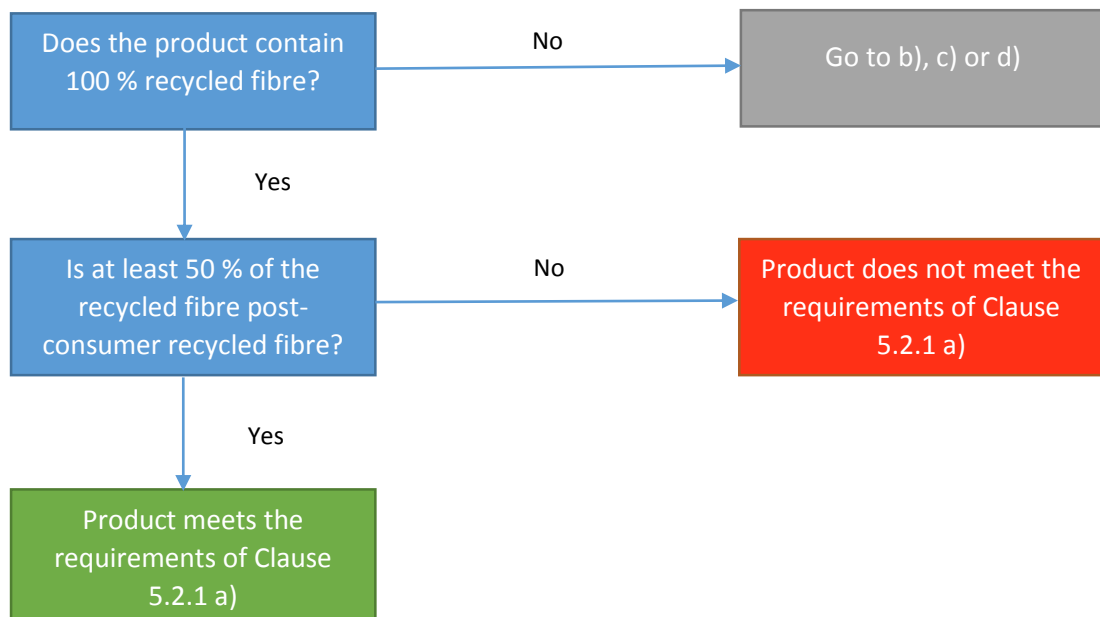 Does the product contain
100 % recycled fibre?
No
Go to b), c) or d)
Yes
Is at least 50 % of the
recycled fibre post-
consumer recycled fibre?
No
Product does not meet the
requirements of Clause
5.2.1 a)
Yes
Product meets the
requirements of Clause
5.2.1 a)